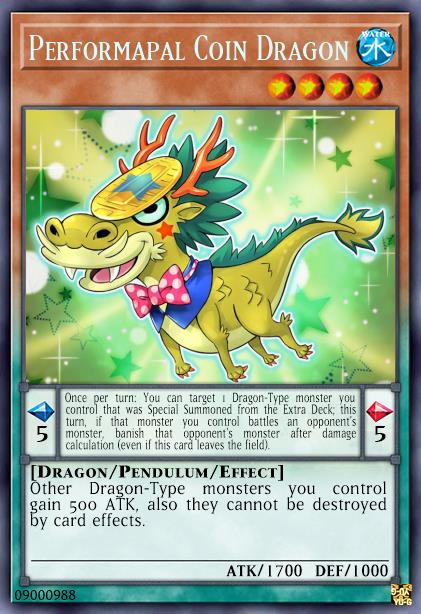 Performapal Coin Dragon
WATER
水
Once per turn: You can target 1 Dragon-Type monster you
control that was Special Summoned from the Extra Deck; this
turn, if that monster you control battles an opponent's
monster, banish that opponent's monster after damage
calculation (even if this card leaves the field).
5
5
[Dragon/Pendulum/Effect]
Other Dragon-Type monsters you control
gain 500 ATK, also they cannot be destroyed
by card effects.
ATK/1700 DEF/1000
09000988